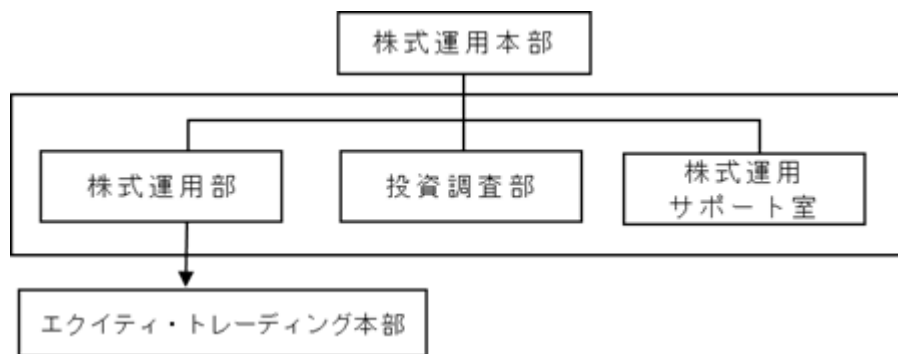 株式運用本部
株式運用部
投資調査部
株式運用
サポート室
エクイティ・トレーディング本部